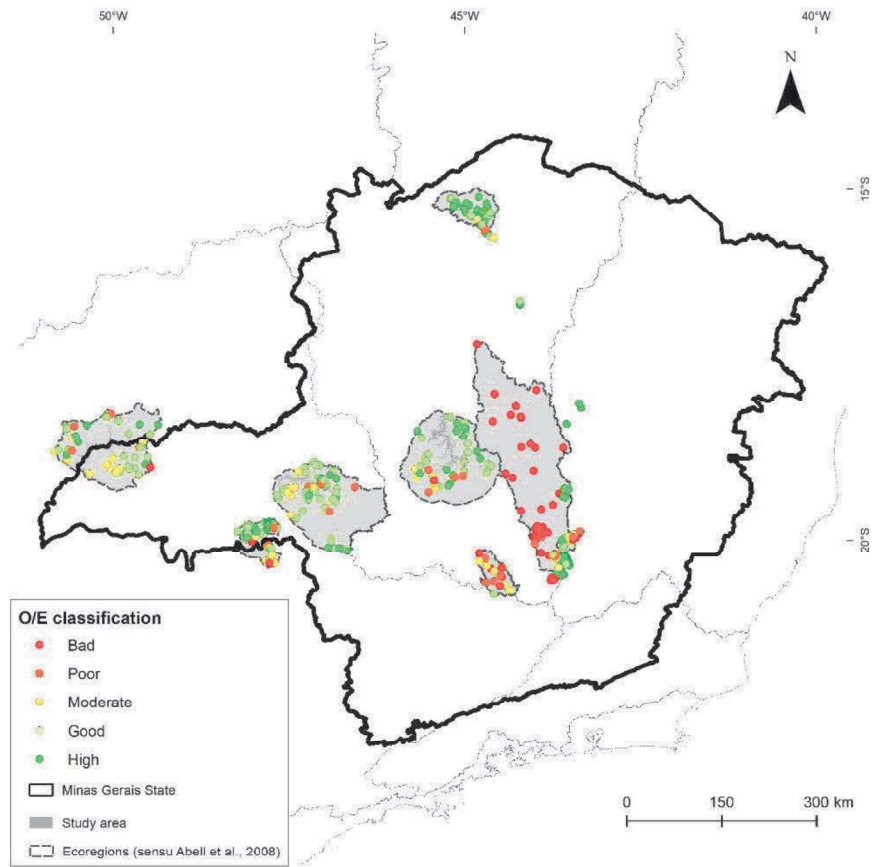 50°W
45°W
40°W
N
15°S
20°S
O/E classification
Bad
Poor
Moderate
Good
High
Minas Gerais State
Study area
Ecoregions (sensu Abell et al., 2008)
0 150 300 km